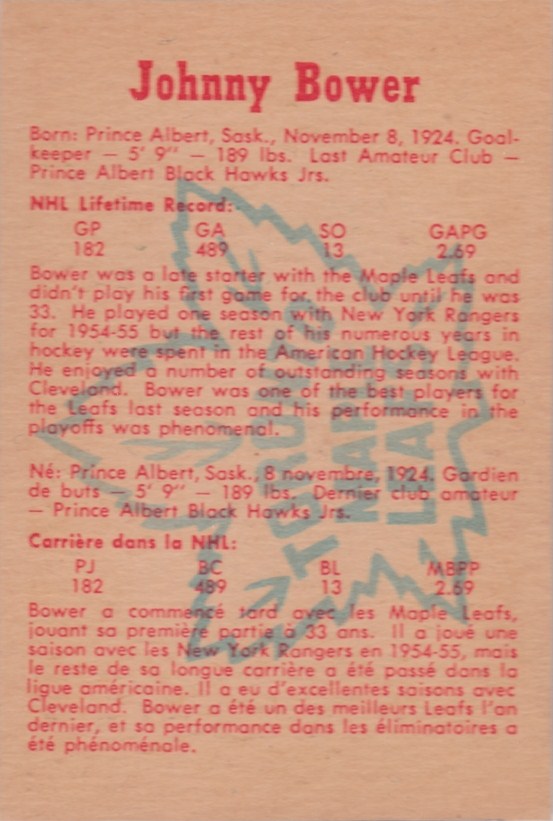 Johnny Bower
Born: Prince Albert, Sask., November 8, 1924. Goal-
keeper — 5' 9" — 189 lbs. Last Amateur Club —
Prince Albert Black Hawks Jrs.
NHL Lifetime Record:
GP GA SO GAPG
182 489 13 2.69
Bower was a late starter with the Maple Leafs and
didn't play his first game for the club until he was
33. He played one season with New York Rangers
for 1954-55 but the rest of his numerous years in
hockey were spent in the American Hockey League.
He enjoyed a number of outstanding seasons with
Cleveland. Bower was one of the best players for
the Leafs last season and his performance in the
playoffs was phenomenal.
Né: Prince Albert, Sask., 8 novembre, 1924. Gardien
de buts — 5' 9" — 189 lbs. Dernier club amateur
— Prince Albert Black Hawks Jrs.
Carrière dans la NHL:
PJ BC BL MBPP
182 489 13 2.69
Bower a commencé tard avec les Maple Leafs,
jouant sa première partie à 33 ans. Il a joué une
saison avec les New York Rangers en 1954-55, mais
le reste de sa longue carrière a été passé dans la
ligue américaine. Il a eu d'excellentes saisons avec
Cleveland. Bower a été un des meilleurs Leafs l'an
dernier, et sa performance dans les éliminatoires a
été phénoménale.
TORONTO
MAPLE
LEAFS